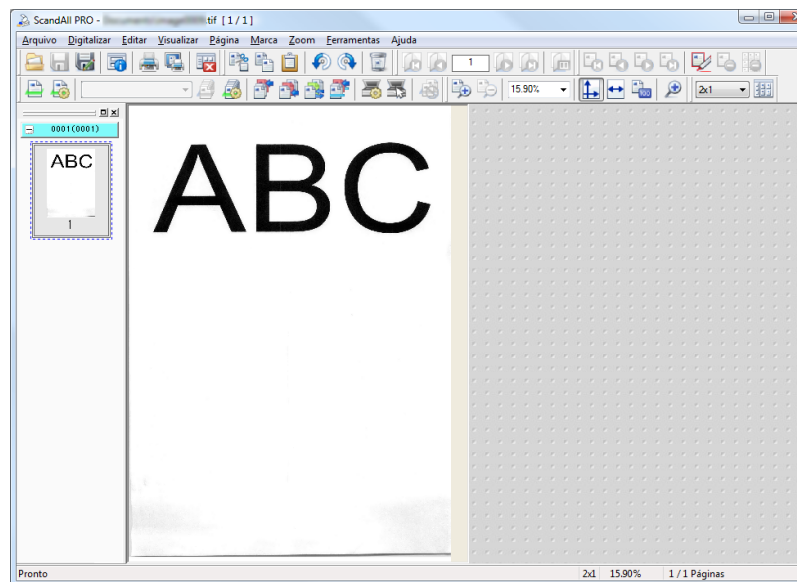 ScandAll PRO - .tif [ 1 / 1 ]
Arquivo Digitalizar Editar Visualizar Página Marca Zoom Ferramentas Ajuda
1
15.90% 2x1
0001(0001)
ABC
1
ABC
Pronto 2x1 15.90% 1 / 1 Páginas